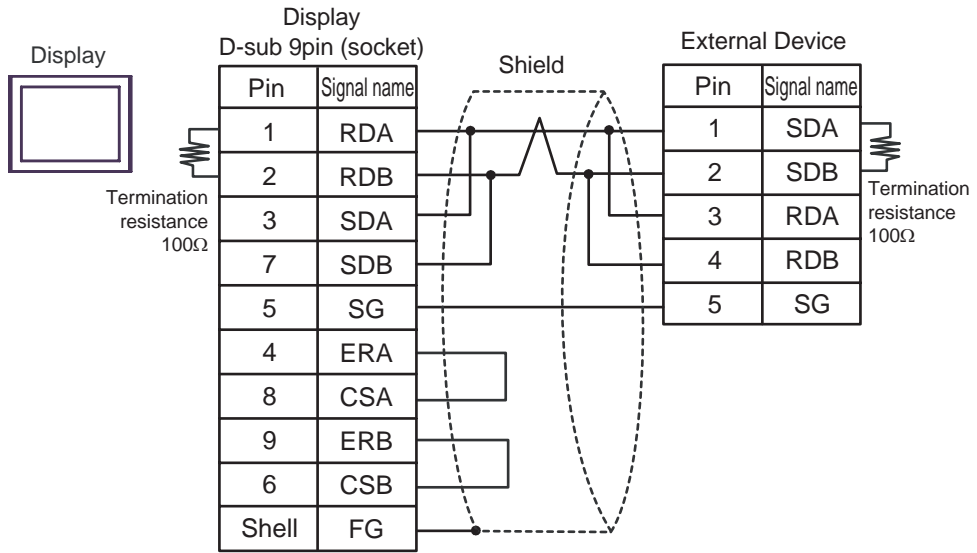 Display
Display
D-sub 9pin (socket)
Pin Signal name
1 RDA
2 RDB
3 SDA
7 SDB
5 SG
4 ERA
8 CSA
9 ERB
6 CSB
Shell FG
Termination
resistance
100Ω
Shield
External Device
Pin Signal name
1 SDA
2 SDB
3 RDA
4 RDB
5 SG
Termination
resistance
100Ω